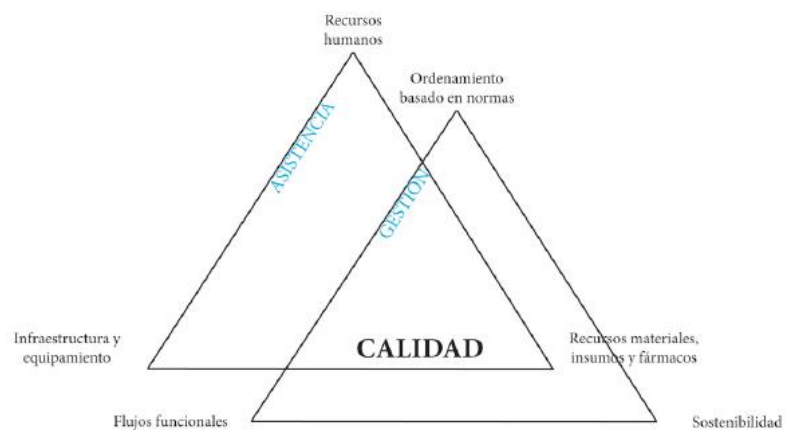 Recursos
humanos
Ordenamiento
basado en normas
ASISTENCIA
GESTIÓN
Infraestructura y
equipamiento
CALIDAD
Recursos materiales,
insumos y fármacos
Flujos funcionales
Sostenibilidad